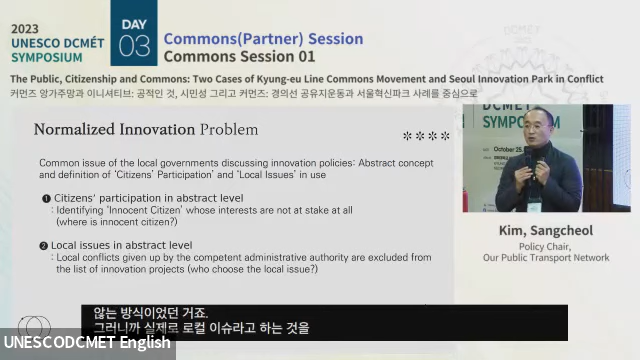 2023
UNESCO DCMÉT
SYMPOSIUM
DAY
03
Commons(Partner) Session
Commons Session 01
The Public, Citizenship and Commons: Two Cases of Kyung-eu Line Commons Movement and Seoul Innovation Park in Conflict
커먼즈 앙가주망과 이니셔티브: 공적인 것, 시민성 그리고 커먼즈: 경의선 공유지운동과 서울혁신파크 사례를 중심으로
Normalized Innovation Problem
Common issue of the local governments discussing innovation policies: Abstract concept
and definition of 'Citizens' Participation' and 'Local Issues' in use
❶ Citizens' participation in abstract level
: Identifying 'Innocent Citizen' whose interests are not at stake at all
(where is innocent citizen?)
❷ Local issues in abstract level
: Local conflicts given up by the competent administrative authority are excluded from
the list of innovation projects (who choose the local issue?)
SYMPOSIUM
October 25
Kim, Sangcheol
Policy Chair,
Our Public Transport Network
않는 방식이었던 거죠.
그러니까 실제로 로컬 이슈라고 하는 것을
UNESCODCMET English